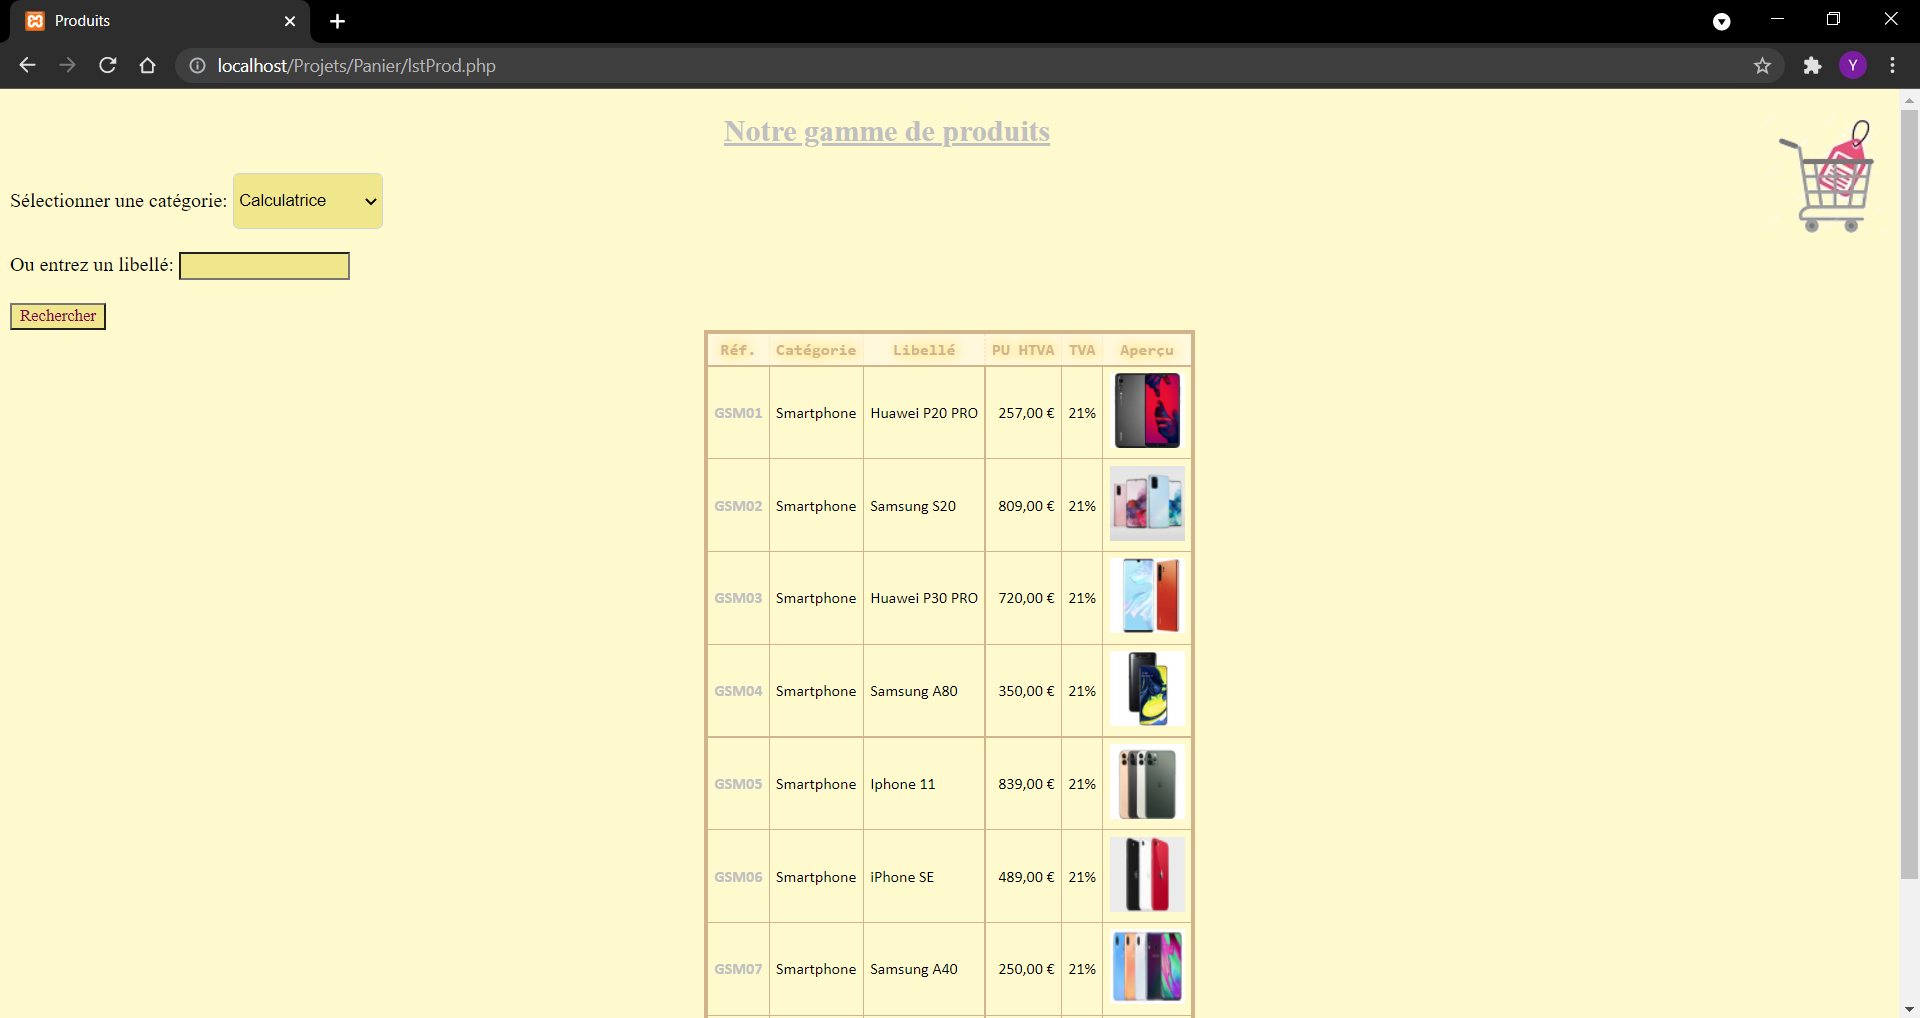 Produits
localhost/Projets/Panier/lstProd.php
Y
Notre gamme de produits
Sélectionner une catégorie: Calculatrice
Ou entrez un libellé:
Rechercher
Réf. Catégorie Libellé PU HTVA TVA Aperçu
GSM01 Smartphone Huawei P20 PRO 257,00 € 21%
GSM02 Smartphone Samsung S20 809,00 € 21%
GSM03 Smartphone Huawei P30 PRO 720,00 € 21%
GSM04 Smartphone Samsung A80 350,00 € 21%
GSM05 Smartphone Iphone 11 839,00 € 21%
GSM06 Smartphone iPhone SE 489,00 € 21%
GSM07 Smartphone Samsung A40 250,00 € 21%